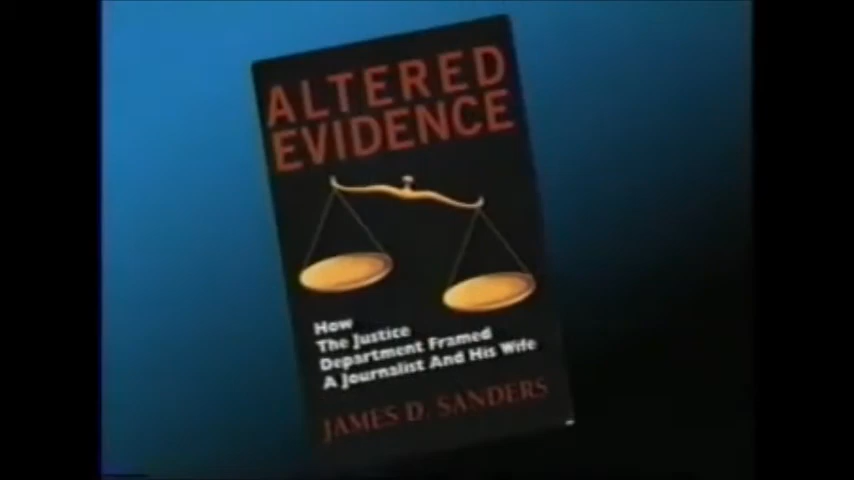 ALTERED
EVIDENCE
How
The Justice
Department Framed
A Journalist And His Wife
JAMES D. SANDERS